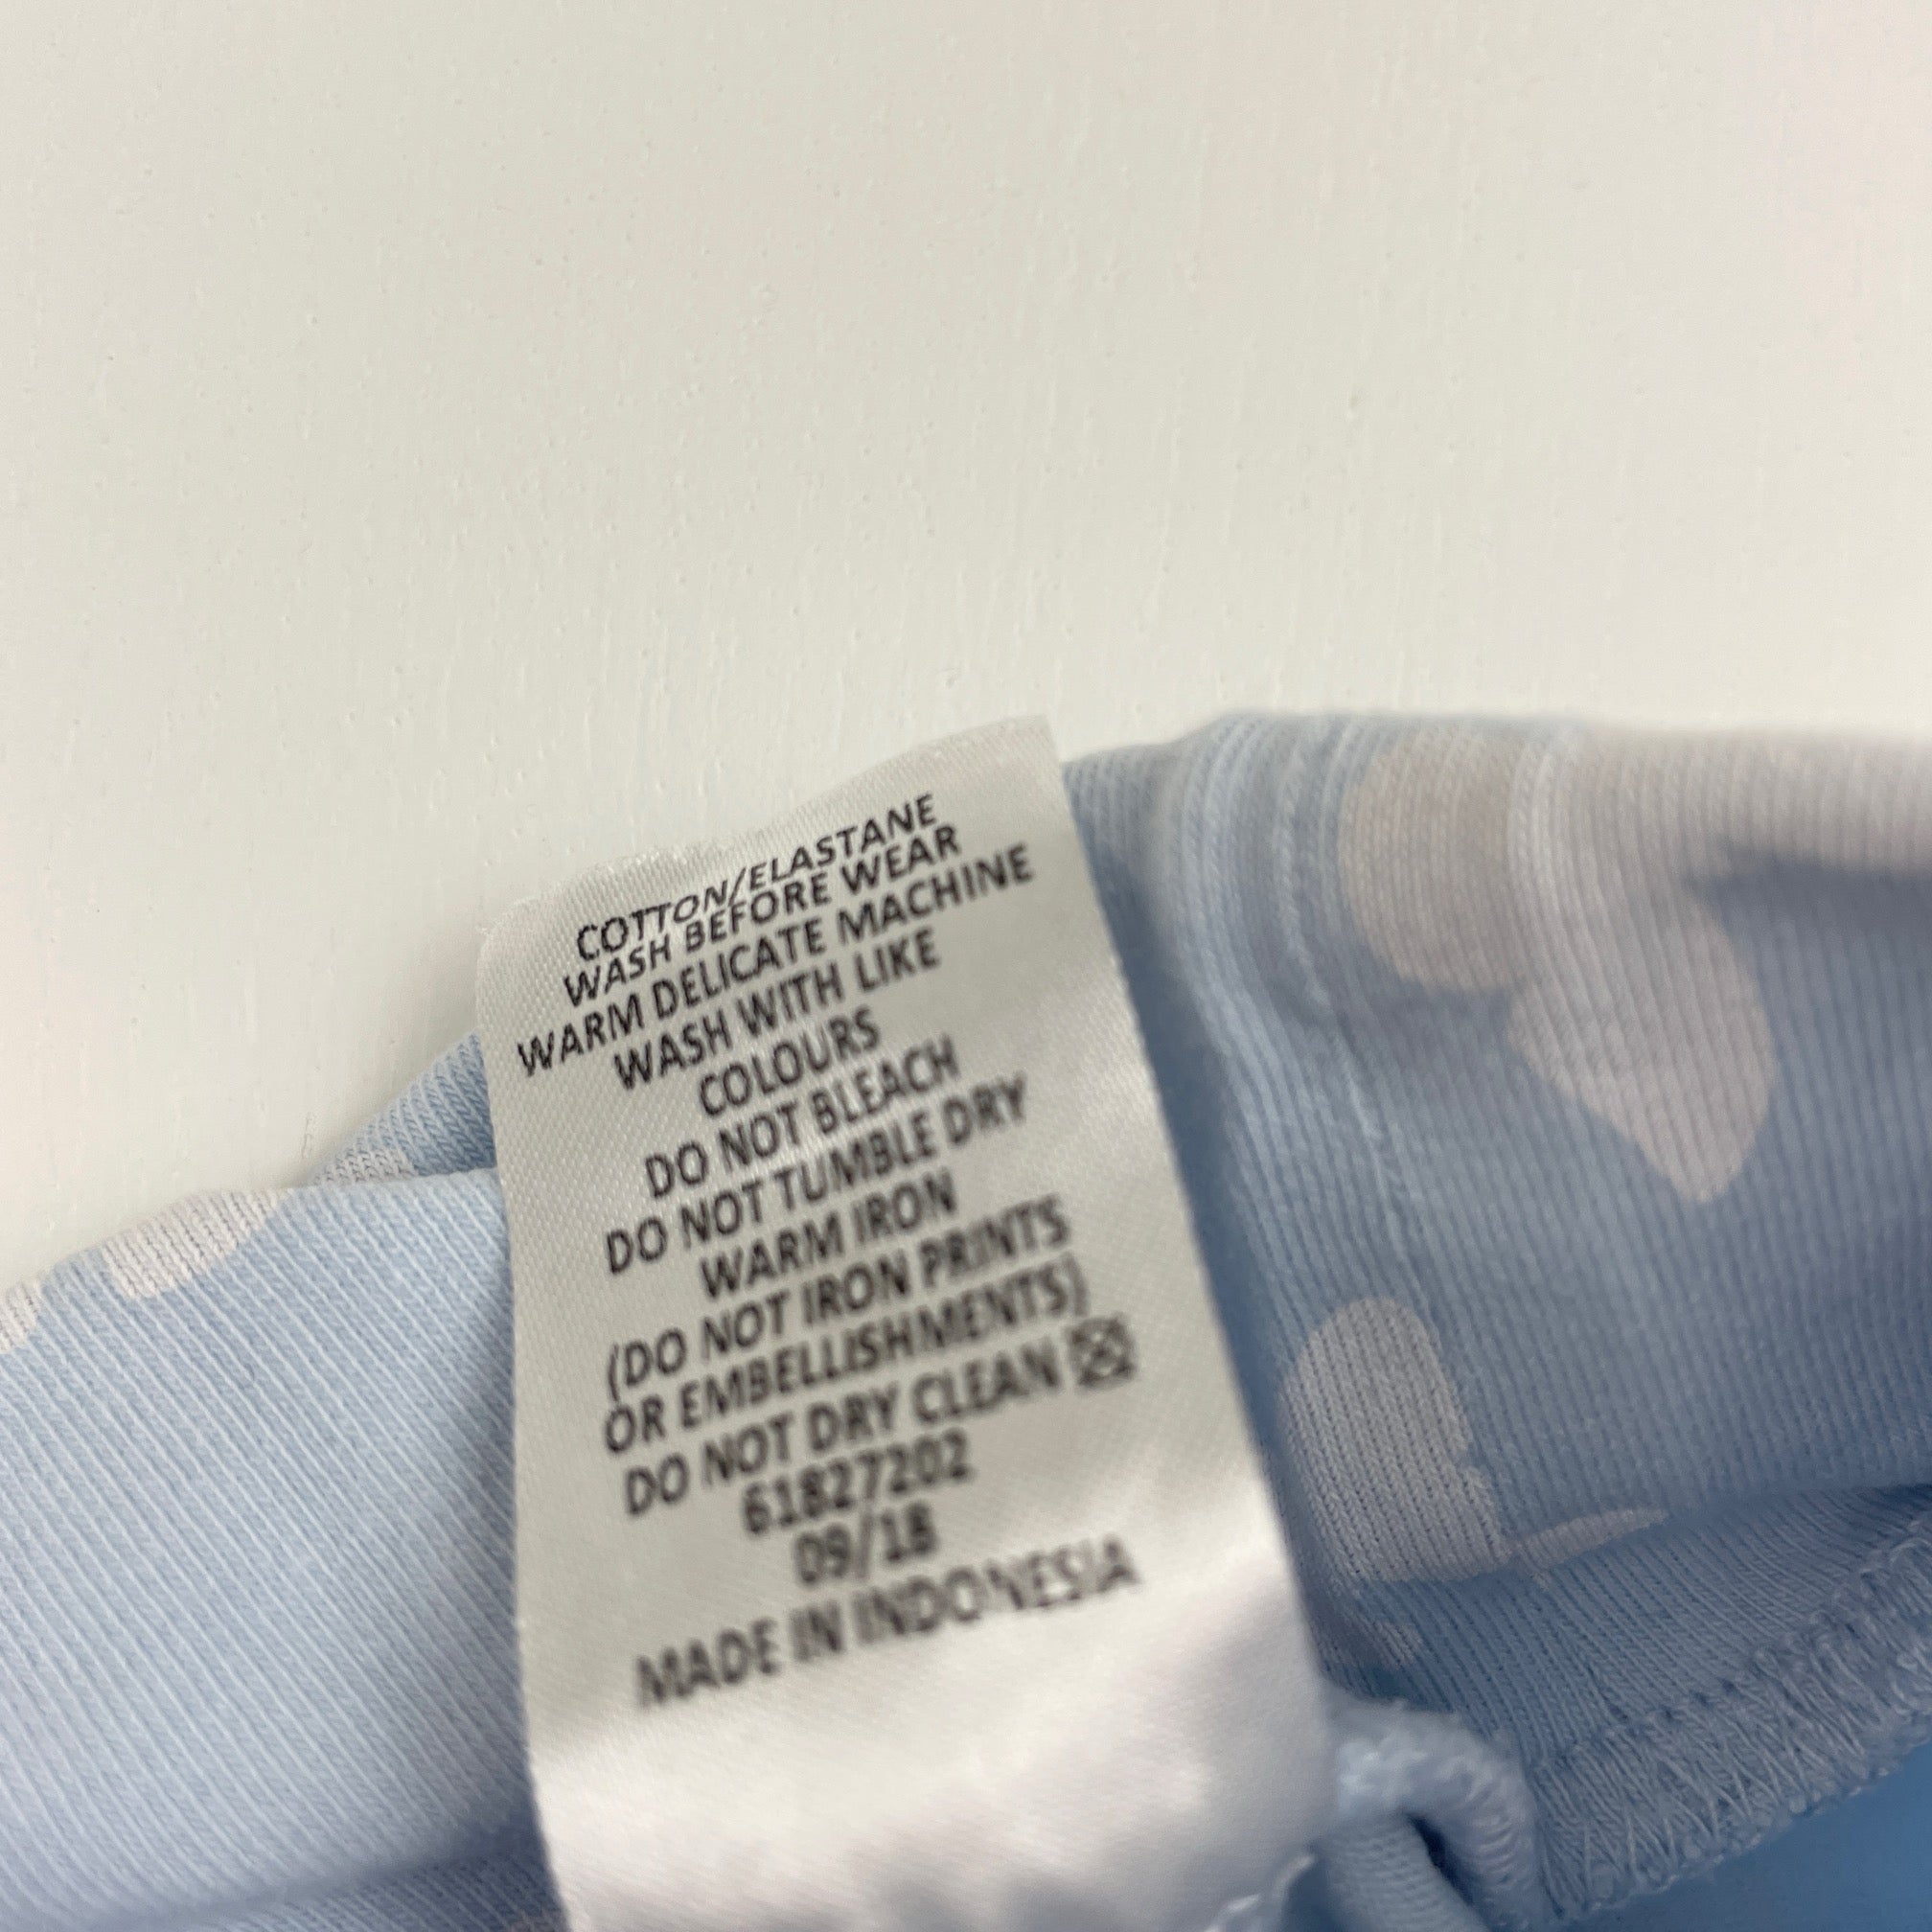 COTTON/ELASTANE
WASH BEFORE WEAR
WARM DELICATE MACHINE
WASH WITH LIKE
COLOURS
DO NOT BLEACH
DO NOT TUMBLE DRY
WARM IRON
(DO NOT IRON PRINTS
OR EMBELLISHMENTS)
DO NOT DRY CLEAN
61827202
09/18
MADE IN INDONESIA